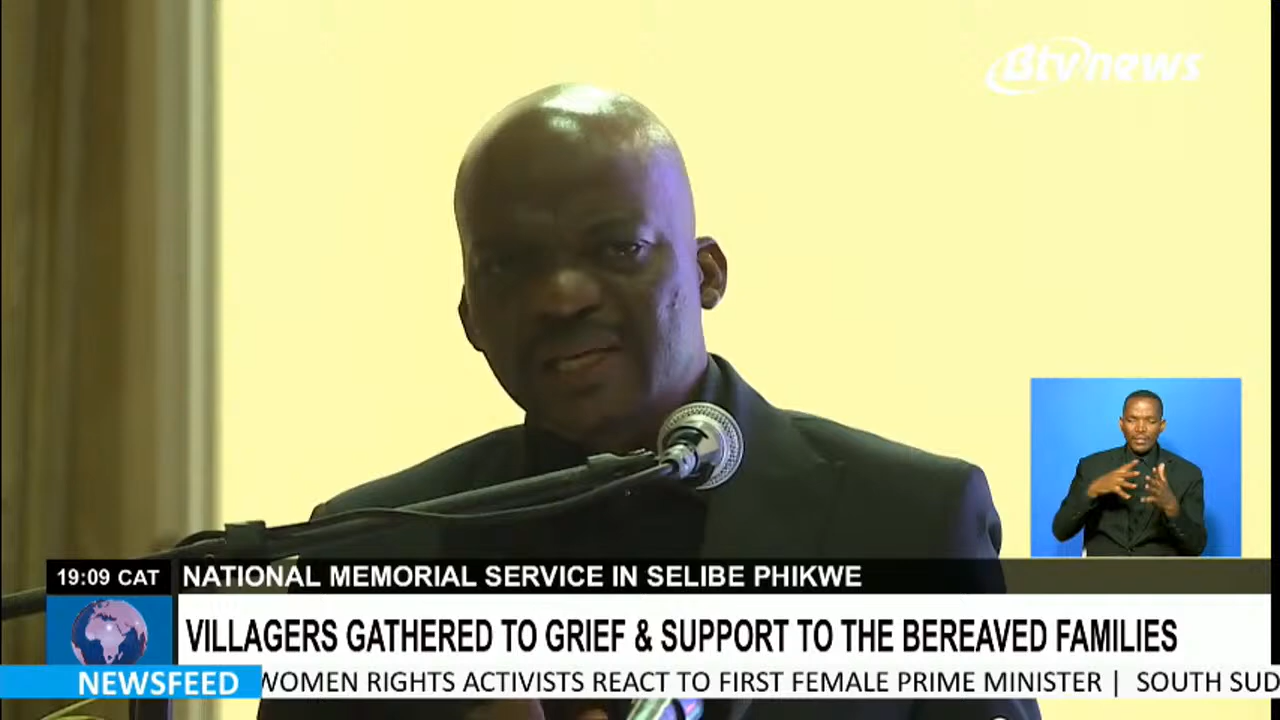 Btv news
19:09 CAT NATIONAL MEMORIAL SERVICE IN SELIBE PHIKWE
VILLAGERS GATHERED TO GRIEF & SUPPORT TO THE BEREAVED FAMILIES
NEWSFEED WOMEN RIGHTS ACTIVISTS REACT TO FIRST FEMALE PRIME MINISTER | SOUTH SUD